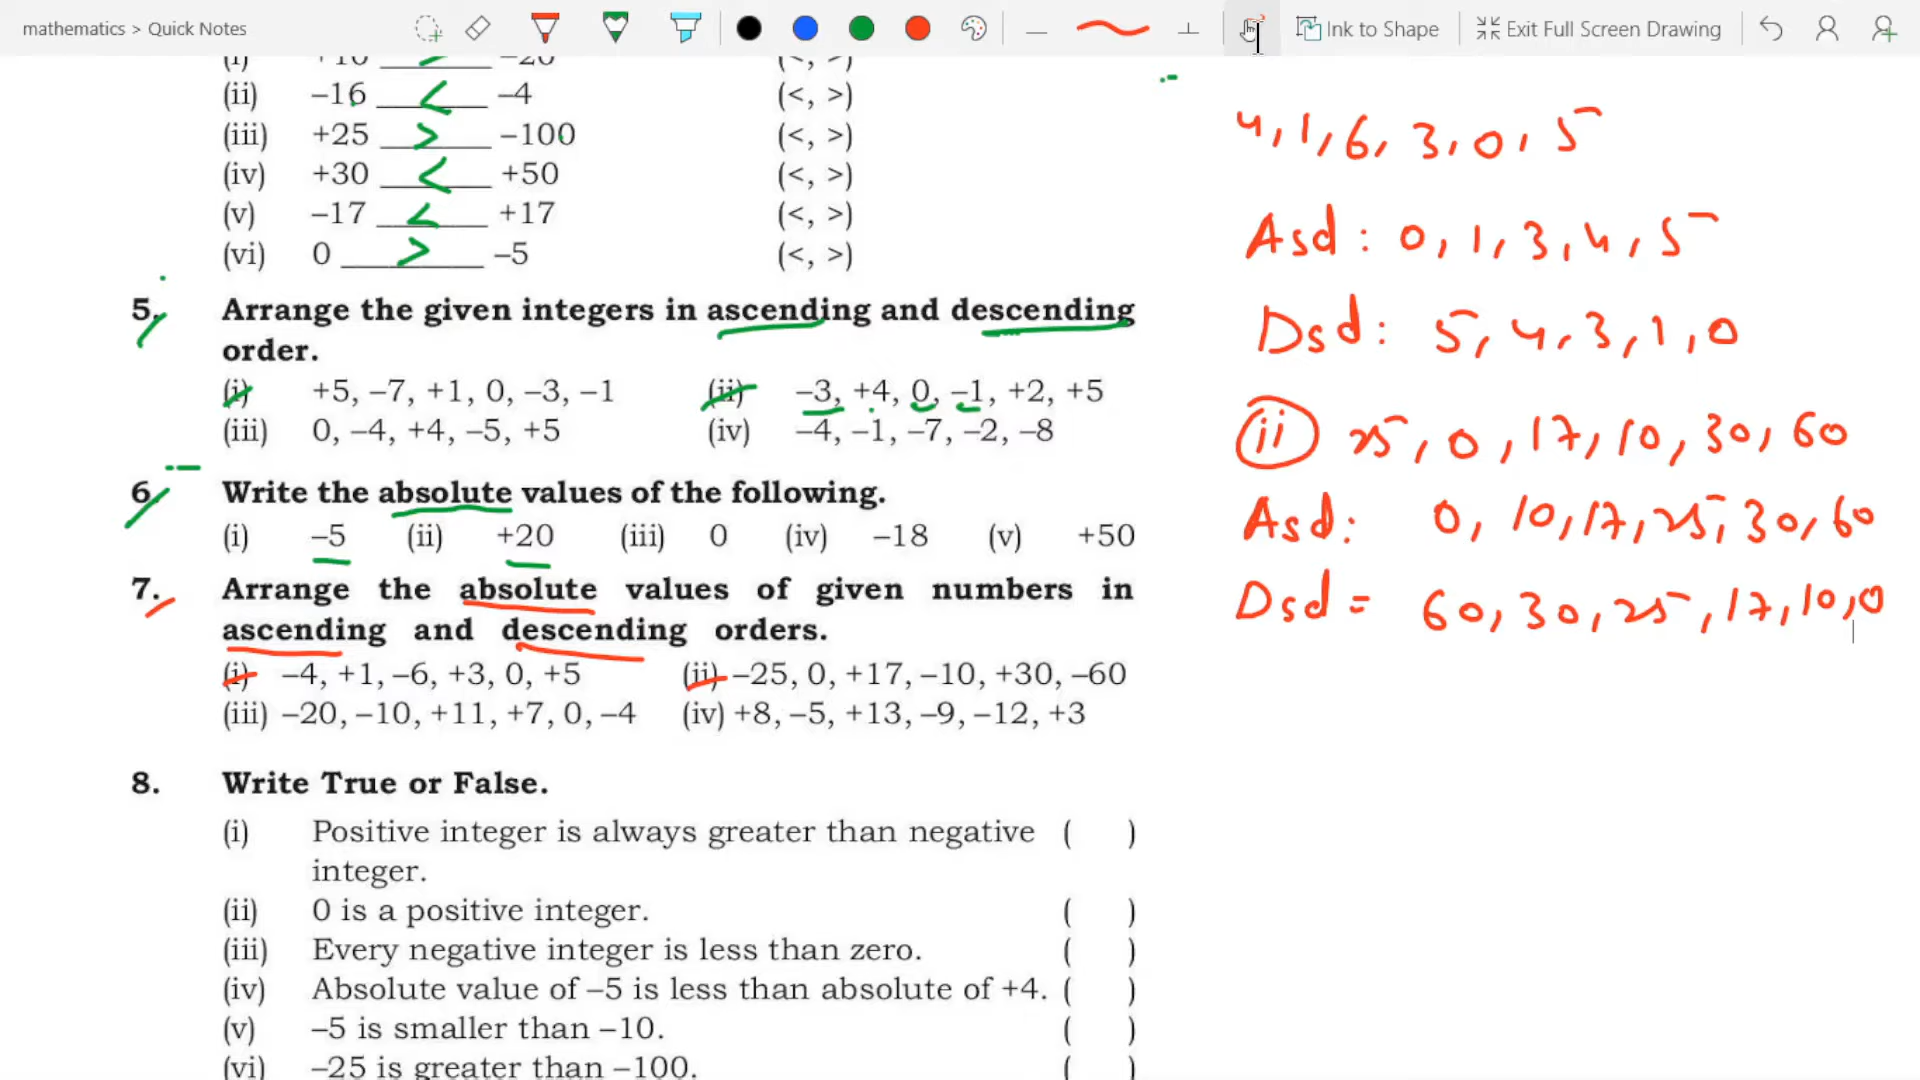 mathematics > Quick Notes
Ink to Shape
Exit Full Screen Drawing
(i) +10 > −20 (<, >)
(ii) −16 < −4 (<, >)
(iii) +25 > −100 (<, >)
(iv) +30 < +50 (<, >)
(v) −17 < +17 (<, >)
(vi) 0 > −5 (<, >)
5. Arrange the given integers in ascending and descending
order.
(i) +5, −7, +1, 0, −3, −1 (ii) −3, +4, 0, −1, +2, +5
(iii) 0, −4, +4, −5, +5 (iv) −4, −1, −7, −2, −8
6. Write the absolute values of the following.
(i) −5 (ii) +20 (iii) 0 (iv) −18 (v) +50
7. Arrange the absolute values of given numbers in
ascending and descending orders.
(i) −4, +1, −6, +3, 0, +5 (ii) −25, 0, +17, −10, +30, −60
(iii) −20, −10, +11, +7, 0, −4 (iv) +8, −5, +13, −9, −12, +3
8. Write True or False.
(i) Positive integer is always greater than negative ( )
integer.
(ii) 0 is a positive integer. ( )
(iii) Every negative integer is less than zero. ( )
(iv) Absolute value of −5 is less than absolute of +4. ( )
(v) −5 is smaller than −10. ( )
(vi) −25 is greater than −100. ( )
4, 1, 6, 3, 0, 5
Asd : 0, 1, 3, 4, 5
Dsd : 5, 4, 3, 1, 0
(ii) 25, 0, 17, 10, 30, 60
Asd : 0, 10, 17, 25, 30, 60
Dsd = 60, 30, 25, 17, 10, 0